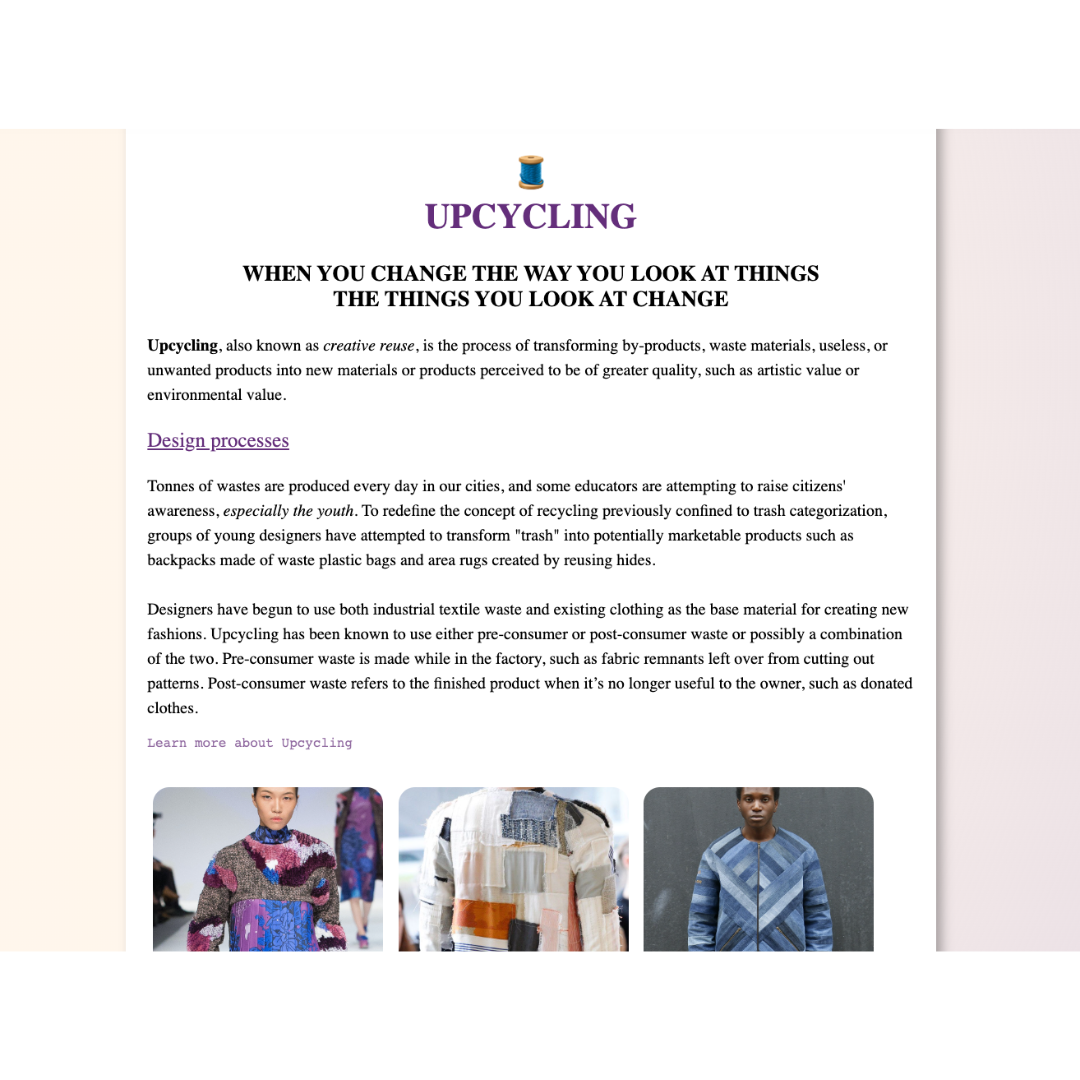 UPCYCLING
WHEN YOU CHANGE THE WAY YOU LOOK AT THINGS
THE THINGS YOU LOOK AT CHANGE
Upcycling, also known as creative reuse, is the process of transforming by-products, waste materials, useless, or
unwanted products into new materials or products perceived to be of greater quality, such as artistic value or
environmental value.
Design processes
Tonnes of wastes are produced every day in our cities, and some educators are attempting to raise citizens'
awareness, especially the youth. To redefine the concept of recycling previously confined to trash categorization,
groups of young designers have attempted to transform "trash" into potentially marketable products such as
backpacks made of waste plastic bags and area rugs created by reusing hides.
Designers have begun to use both industrial textile waste and existing clothing as the base material for creating new
fashions. Upcycling has been known to use either pre-consumer or post-consumer waste or possibly a combination
of the two. Pre-consumer waste is made while in the factory, such as fabric remnants left over from cutting out
patterns. Post-consumer waste refers to the finished product when it’s no longer useful to the owner, such as donated
clothes.
Learn more about Upcycling